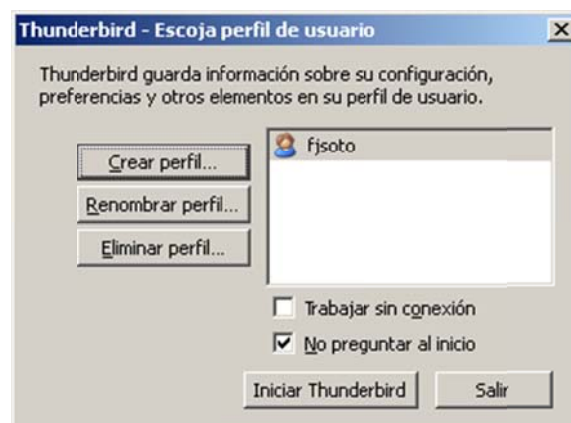 Thunderbird - Escoja perfil de usuario
Thunderbird guarda información sobre su configuración,
preferencias y otros elementos en su perfil de usuario.
Crear perfil...
Renombrar perfil...
Eliminar perfil...
fjsoto
Trabajar sin conexión
No preguntar al inicio
Iniciar Thunderbird
Salir